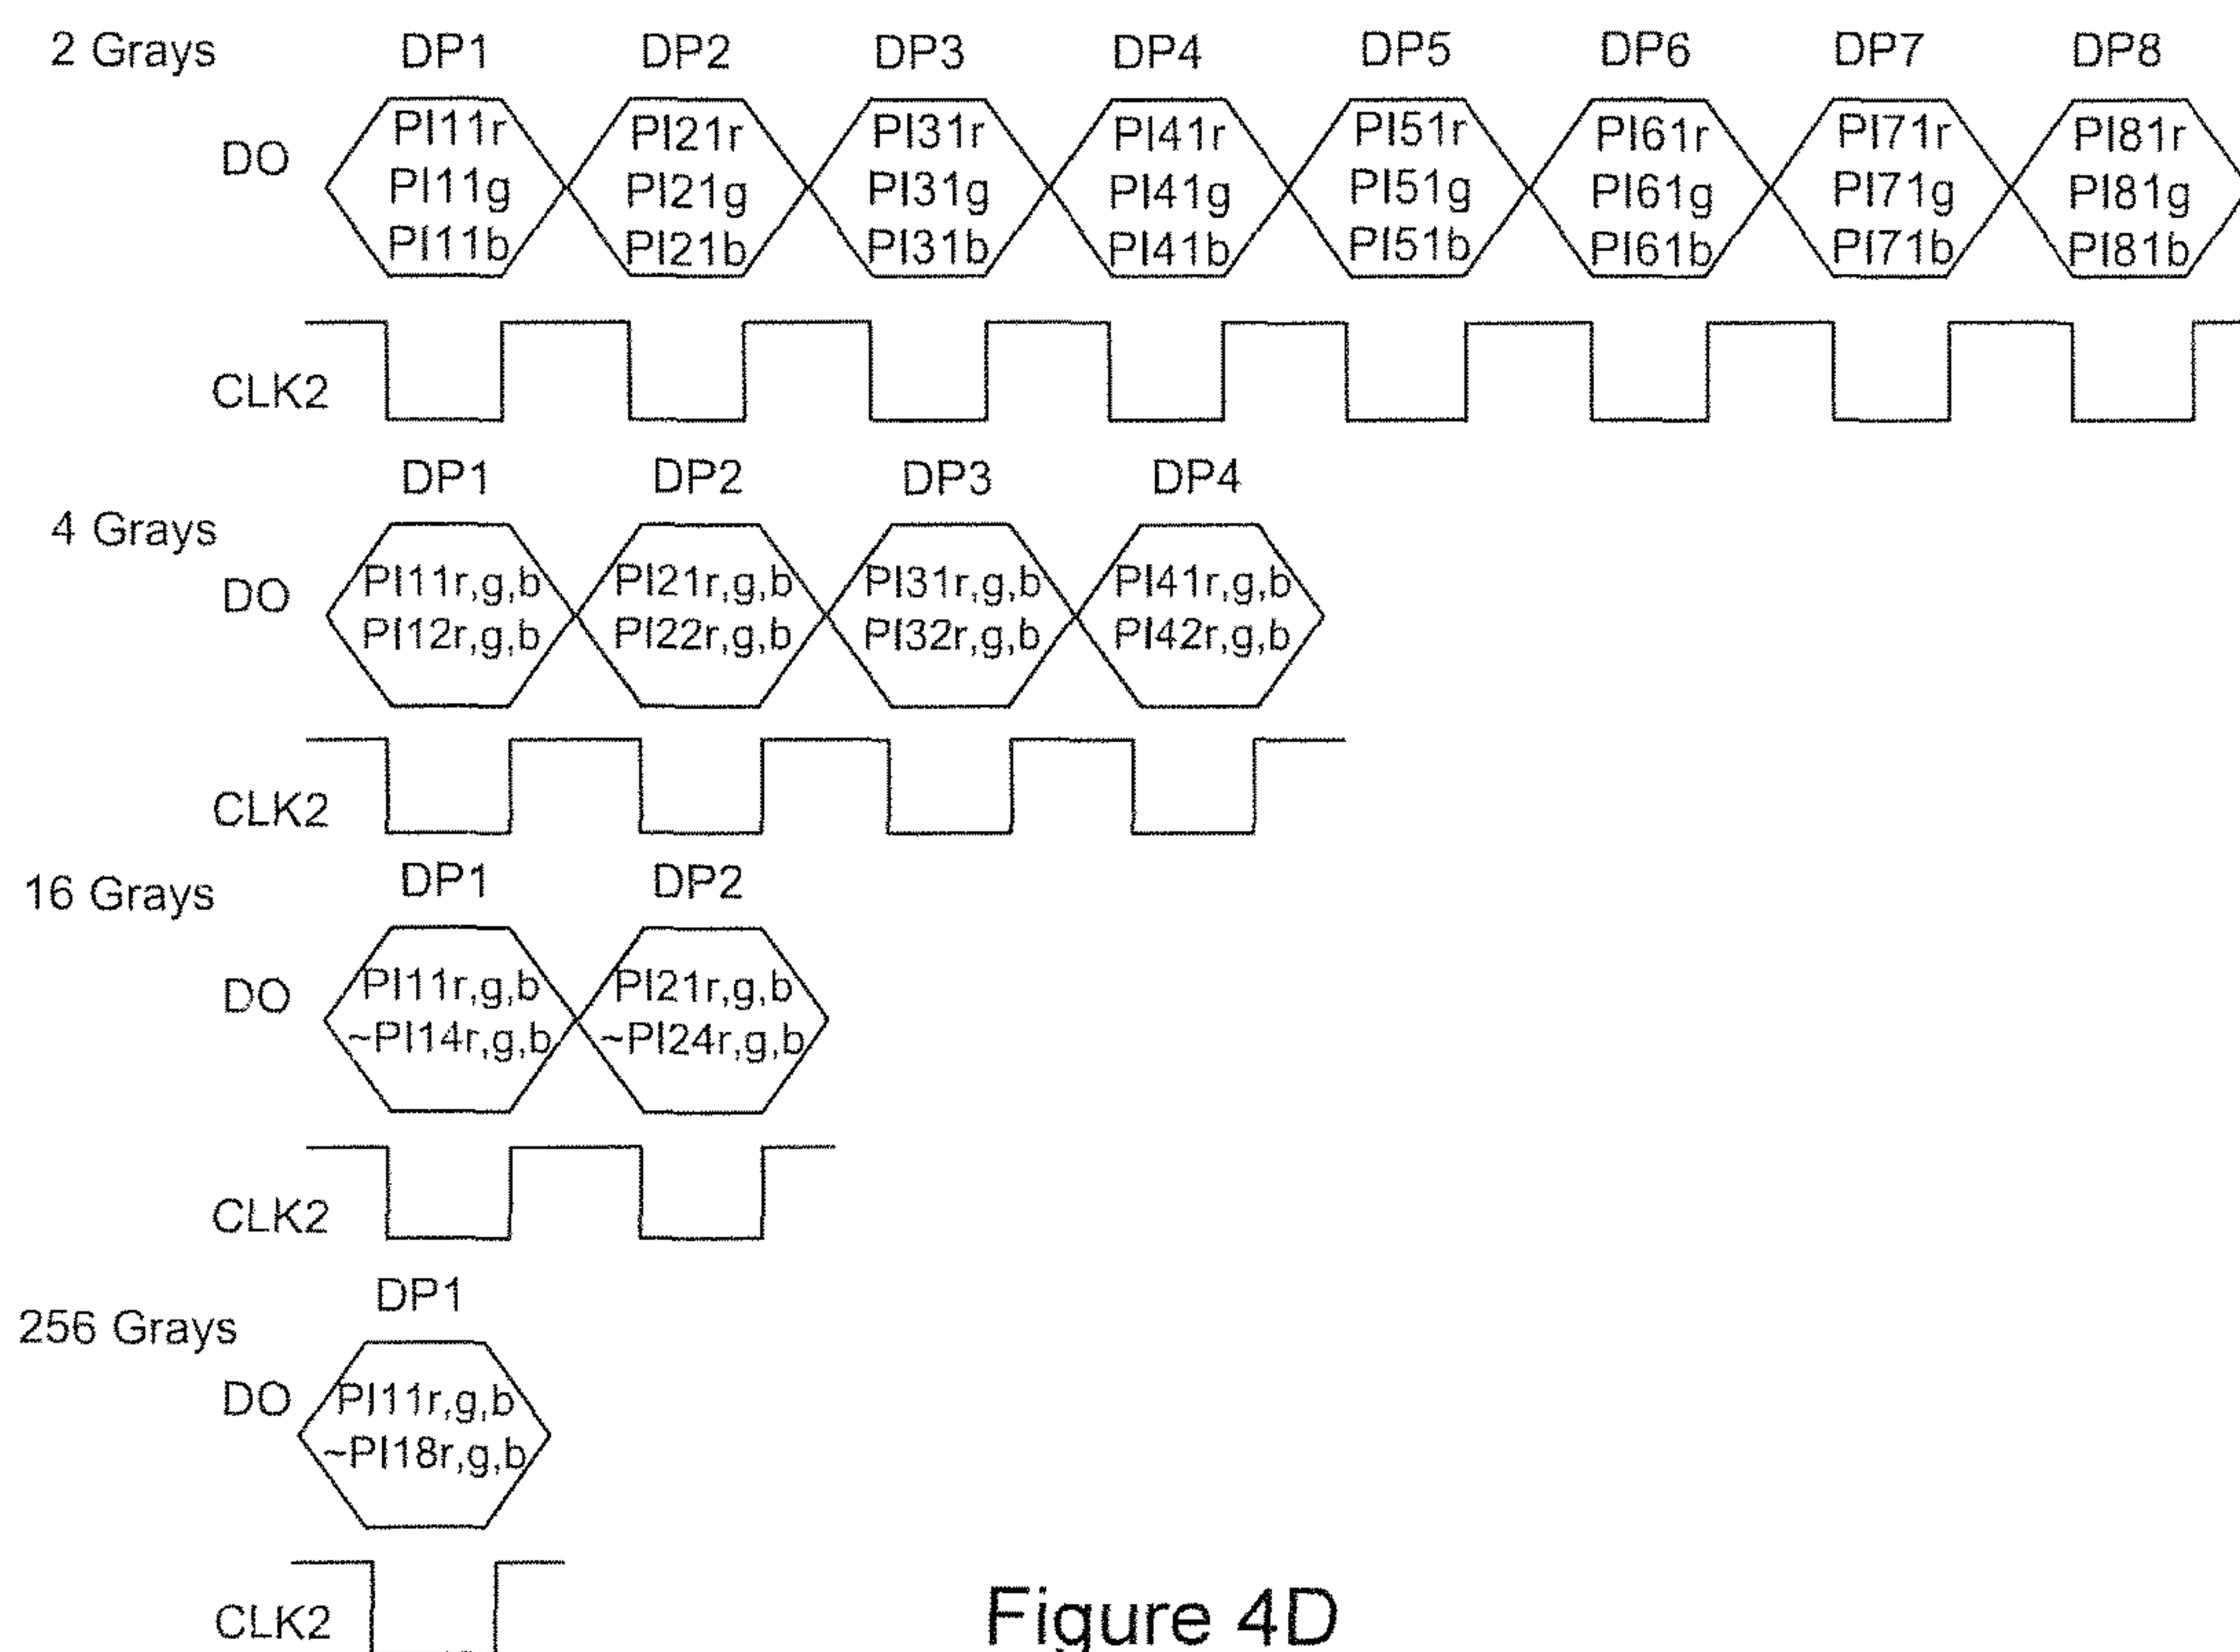 2 Grays DP1 DP2 DP3 DP4 DP5 DP6 DP7 DP8
DO
PI11r PI21r PI31r PI41r PI51r PI61r PI71r PI81r
PI11g PI21g PI31g PI41g PI51g PI61g PI71g PI81g
PI11b PI21b PI31b PI41b PI51b PI61b PI71b PI81b
CLK2
DP1 DP2 DP3 DP4
4 Grays
DO
PI11r,g,b PI21r,g,b PI31r,g,b PI41r,g,b
PI12r,g,b PI22r,g,b PI32r,g,b PI42r,g,b
CLK2
DP1 DP2
16 Grays
DO
PI11r,g,b PI21r,g,b
~PI14r,g,b ~PI24r,g,b
CLK2
DP1
256 Grays
DO
PI11r,g,b
~PI18r,g,b
CLK2
Figure 4D